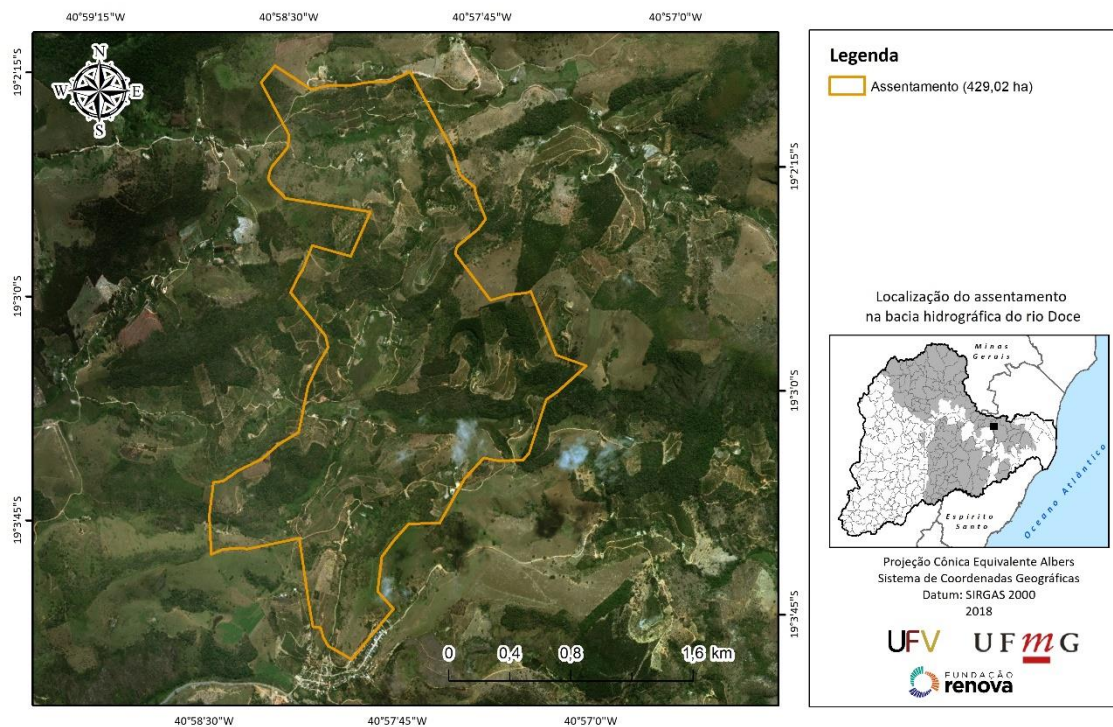 40°59'15"W 40°58'30"W 40°57'45"W 40°57'0"W
19°2'15"S
19°3'0"S
19°3'45"S
N
W E
S
0 0,4 0,8 1,6 km
19°2'15"S
19°3'0"S
19°3'45"S
40°58'30"W 40°57'45"W 40°57'0"W
Legenda
Assentamento (429,02 ha)
Localização do assentamento
na bacia hidrográfica do rio Doce
Minas
Gerais
Espírito
Santo
Oceano Atlântico
Projeção Cônica Equivalente Albers
Sistema de Coordenadas Geográficas
Datum: SIRGAS 2000
2018
UFV UFmG
FUNDAÇÃO
renova